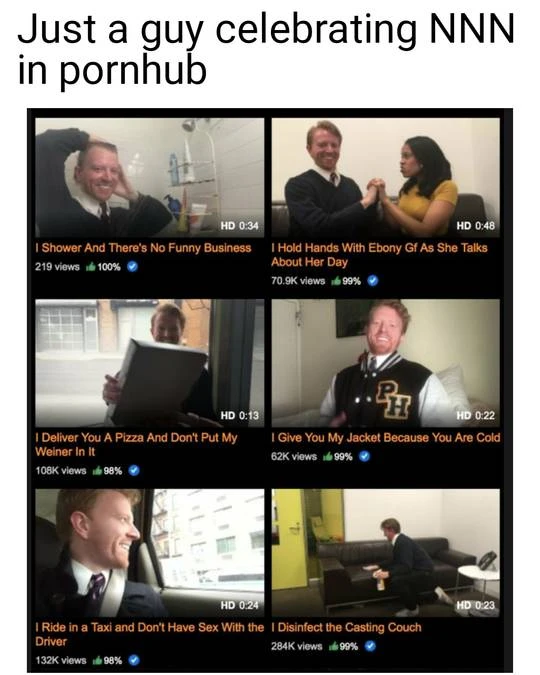 Just a guy celebrating NNN
in pornhub
HD 0:34
HD 0:48
I Shower And There's No Funny Business
219 views 100%
I Hold Hands With Ebony Gf As She Talks
About Her Day
70.9K views 99%
HD 0:13
PH
HD 0:22
I Deliver You A Pizza And Don't Put My
Weiner In It
108K views 98%
I Give You My Jacket Because You Are Cold
62K views 99%
HD 0:24
HD 0:23
I Ride in a Taxi and Don't Have Sex With the
Driver
132K views 98%
I Disinfect the Casting Couch
284K views 99%